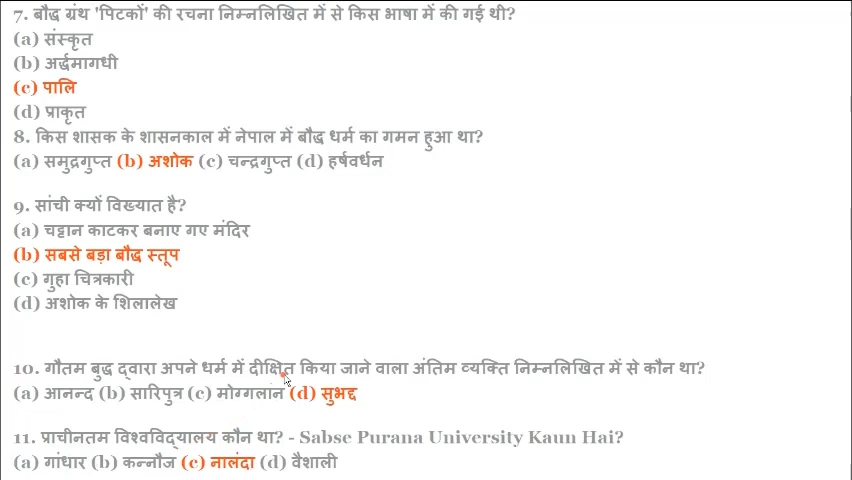 7. बौद्ध ग्रंथ 'पिटकों' की रचना निम्नलिखित में से किस भाषा में की गई थी?
(a) संस्कृत
(b) अर्द्धमागधी
(c) पालि
(d) प्राकृत
8. किस शासक के शासनकाल में नेपाल में बौद्ध धर्म का गमन हुआ था?
(a) समुद्रगुप्त (b) अशोक (c) चन्द्रगुप्त (d) हर्षवर्धन
9. सांची क्यों विख्यात है?
(a) चट्टान काटकर बनाए गए मंदिर
(b) सबसे बड़ा बौद्ध स्तूप
(c) गुहा चित्रकारी
(d) अशोक के शिलालेख
10. गौतम बुद्ध द्वारा अपने धर्म में दीक्षित किया जाने वाला अंतिम व्यक्ति निम्नलिखित में से कौन था?
(a) आनन्द (b) सारिपुत्र (c) मोग्गलान (d) सुभद्द
11. प्राचीनतम विश्वविद्यालय कौन था? - Sabse Purana University Kaun Hai?
(a) गांधार (b) कन्नौज (c) नालंदा (d) वैशाली